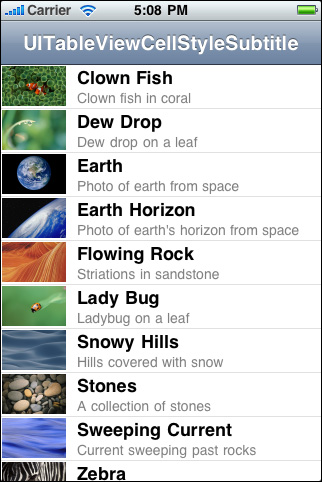 Carrier 5:08 PM
UITableViewCellStyleSubtitle
Clown Fish
Clown fish in coral
Dew Drop
Dew drop on a leaf
Earth
Photo of earth from space
Earth Horizon
Photo of earth's horizon from space
Flowing Rock
Striations in sandstone
Lady Bug
Ladybug on a leaf
Snowy Hills
Hills covered with snow
Stones
A collection of stones
Sweeping Current
Current sweeping past rocks
Zebra